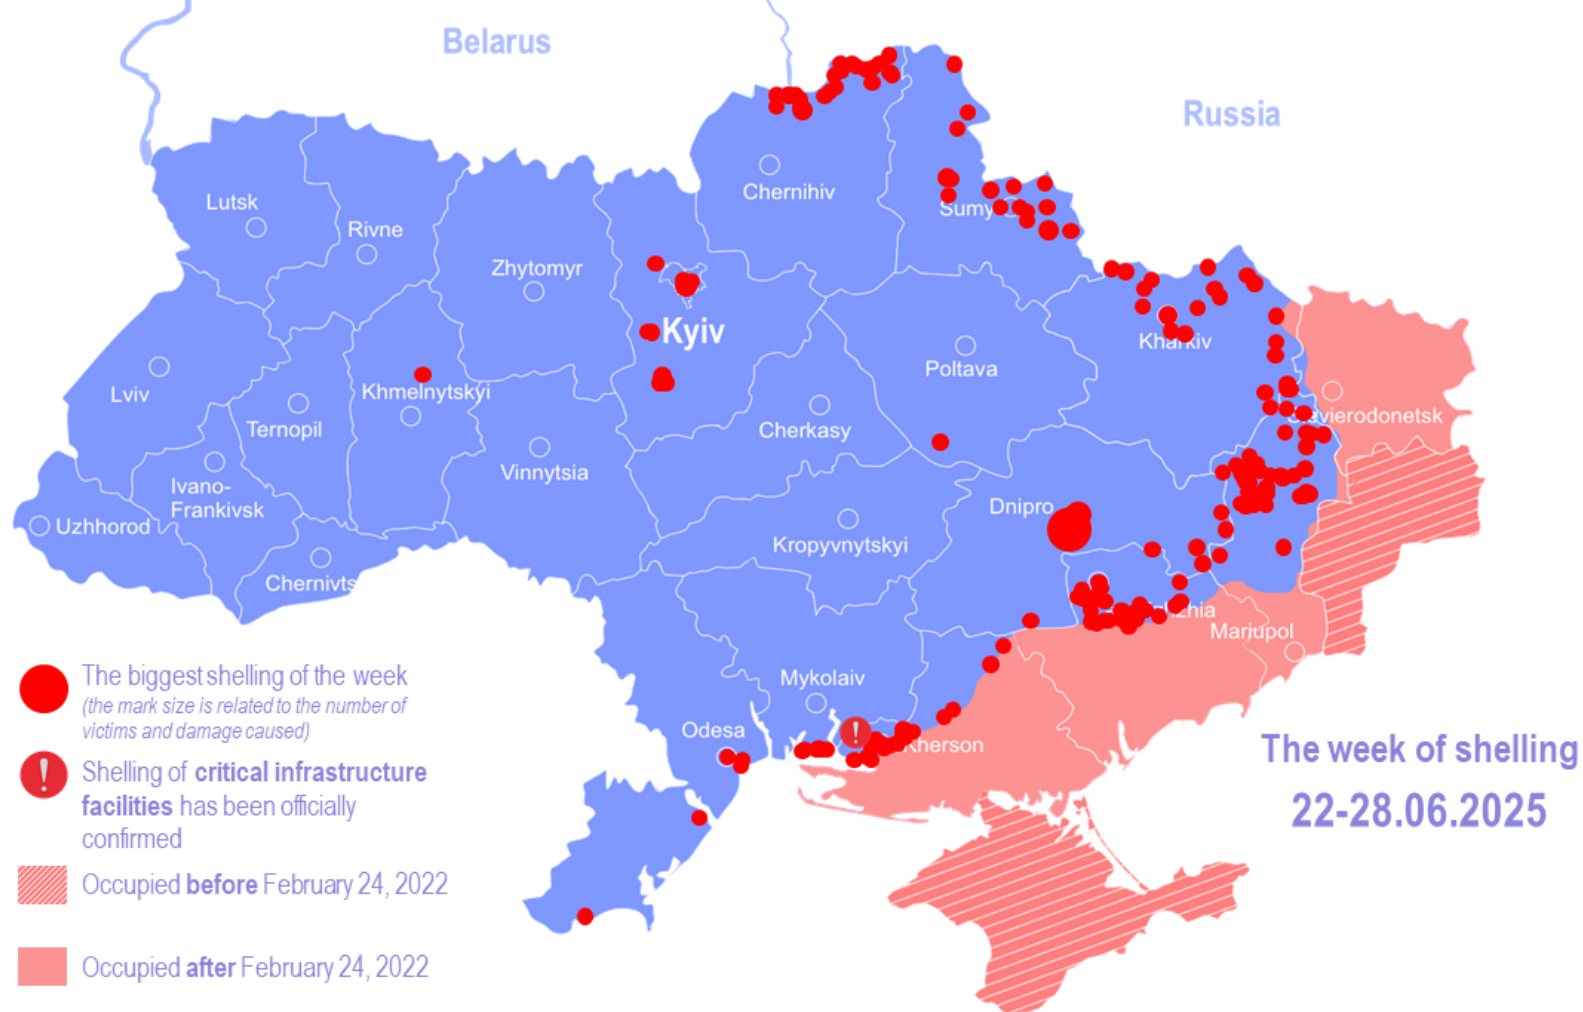 Belarus
Russia
Chernihiv
Lutsk
Sumy
Rivne
Zhytomyr
Kyiv
Kharkiv
Poltava
Lviv
Khmelnytskyi
Ternopil
Cherkasy
Vinnytsia
Ivano-
Frankivsk
Dnipro
Uzhhorod
Kropyvnytskyi
Chernivts
Mariupol
Mykolaiv
Odesa
Kherson
The biggest shelling of the week
(the mark size is related to the number of
victims and damage caused)
!
Shelling of critical infrastructure
facilities has been officially
confirmed
Occupied before February 24, 2022
Occupied after February 24, 2022
The week of shelling
22-28.06.2025